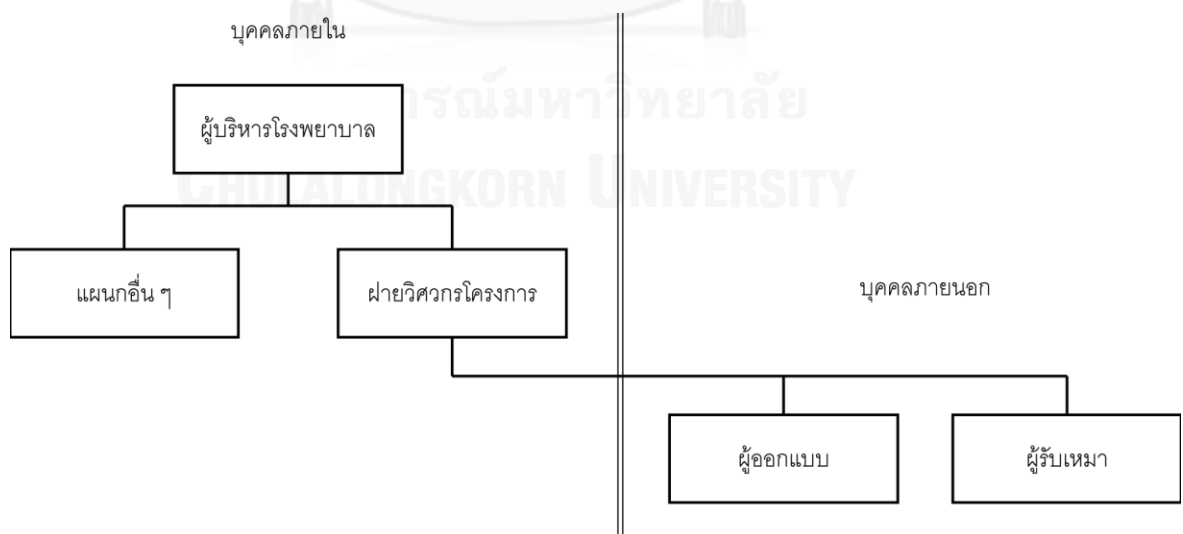 บุคคลภายใน
ผู้บริหารโรงพยาบาล
แผนกอื่น ๆ
ฝ่ายวิศวกรโครงการ
บุคคลภายนอก
ผู้ออกแบบ
ผู้รับเหมา
CHULALONGKORN UNIVERSITY